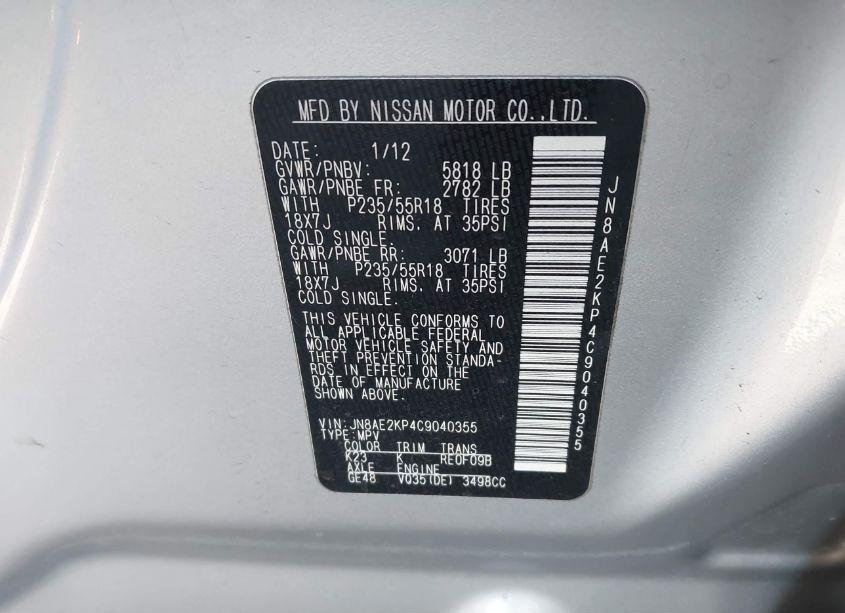 MFD BY NISSAN MOTOR CO.,LTD.
DATE: 1/12
GVWR/PNBV: 5818 LB
GAWR/PNBE FR: 2782 LB
WITH P235/55R18 TIRES
18X7J RIMS. AT 35PSI
COLD SINGLE.
GAWR/PNBE RR: 3071 LB
WITH P235/55R18 TIRES
18X7J RIMS. AT 35PSI
COLD SINGLE.
THIS VEHICLE CONFORMS TO
ALL APPLICABLE FEDERAL
MOTOR VEHICLE SAFETY AND
THEFT PREVENTION STANDA-
RDS IN EFFECT ON THE
DATE OF MANUFACTURE
SHOWN ABOVE.
VIN: JN8AE2KP4C9040355
TYPE: MPV
COLOR TRIM TRANS
K23 K RE0F09B
AXLE ENGINE
GE48 VQ35(DE) 3498CC
JN8AE2KP4C9040355